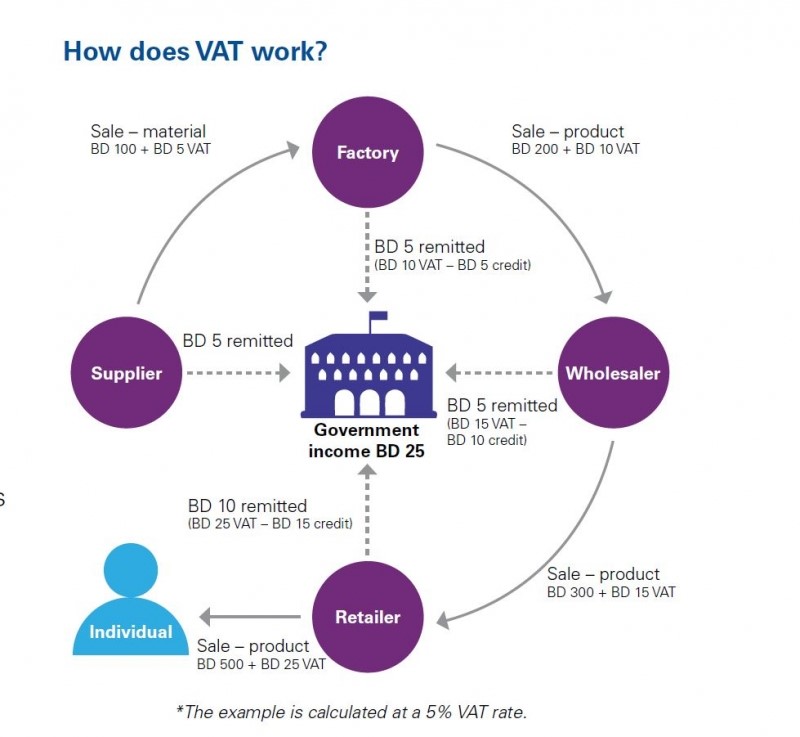 How does VAT work?
Sale – material
BD 100 + BD 5 VAT
Factory
Sale – product
BD 200 + BD 10 VAT
BD 5 remitted
(BD 10 VAT – BD 5 credit)
Supplier
BD 5 remitted
Wholesaler
BD 5 remitted
(BD 15 VAT –
BD 10 credit)
Government
income BD 25
s
BD 10 remitted
(BD 25 VAT – BD 15 credit)
Sale – product
BD 300 + BD 15 VAT
Retailer
Individual
Sale – product
BD 500 + BD 25 VAT
*The example is calculated at a 5% VAT rate.